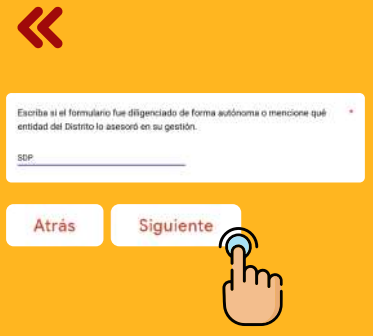 Escriba si el formulario fue diligenciado de forma autónoma o mencione qué *
entidad del Distrito lo asesoró en su gestión.
SDP
Atrás Siguiente